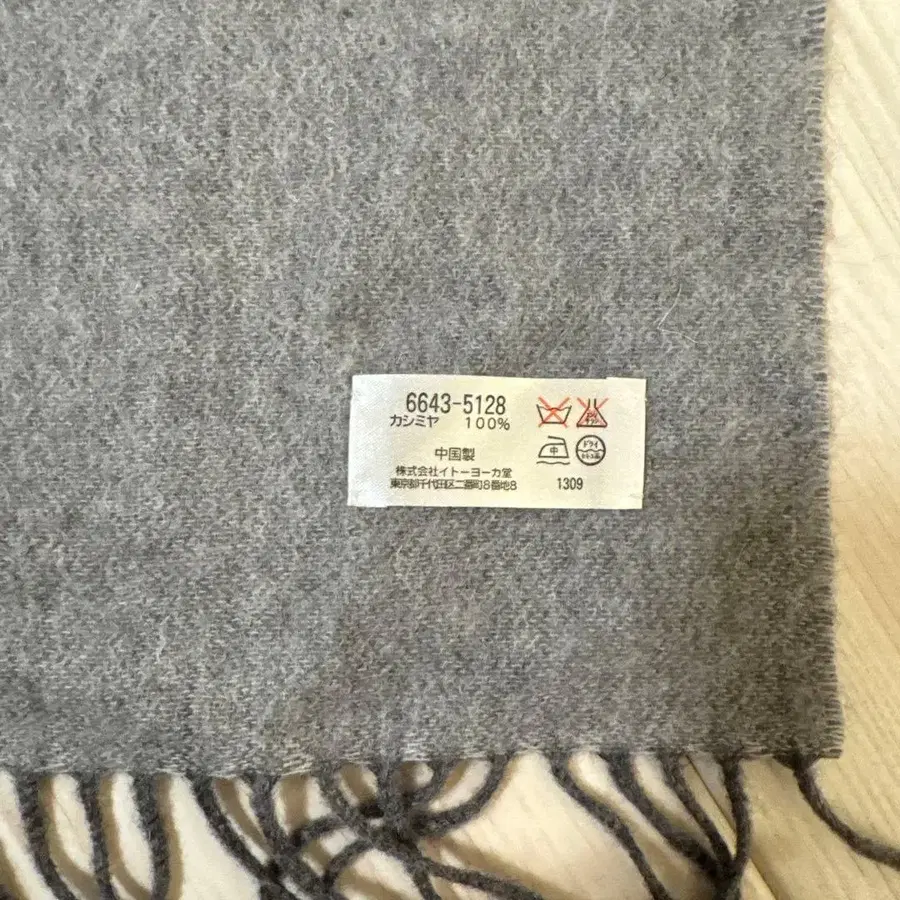 6643-5128
カシミヤ 100%
中 ドライ
中国製
株式会社イトーヨーカ堂
東京都千代田区二番町8番地8 1309